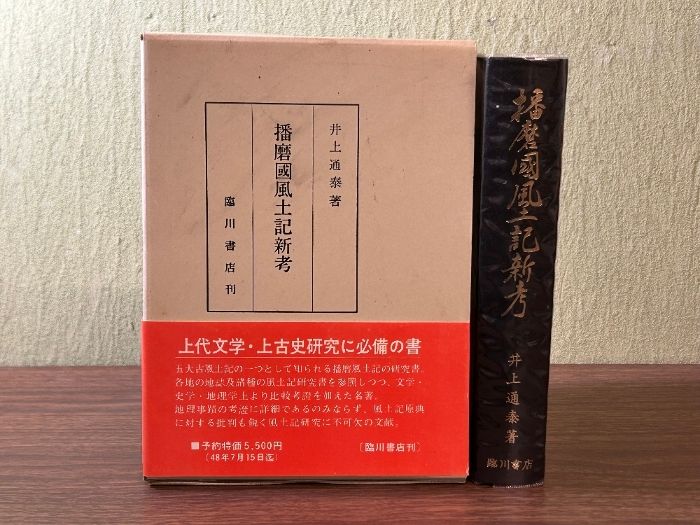 井上通泰著
播磨國風土記新考
臨川書店刊
上代文学・上古史研究に必備の書
五大古風土記の一つとして知られる播磨風土記の研究書。
各地の地誌及諸種の風土記研究書を参照しつつ、文学・
史学・地理学上より比較考證を加えた名著。
地理事蹟の考證に詳細であるのみならず、風土記原典
に対する批判も鋭く風土記研究に不可欠の文献。
■予約特価5,500円
(48年7月15日迄)
〔臨川書店刊〕
播磨國風土記新考
井上通泰著
臨川書店